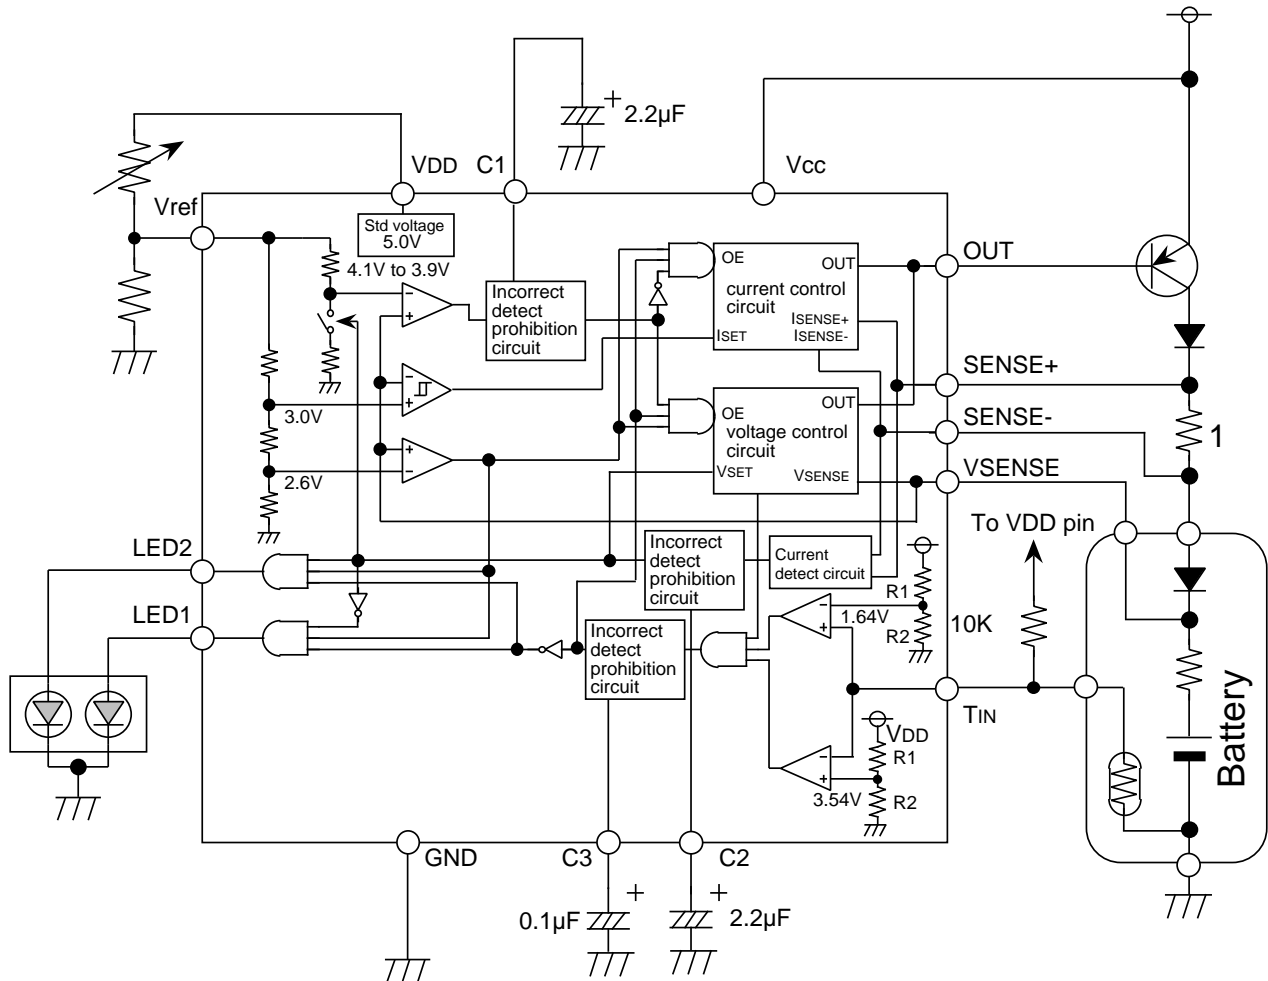 2.2µF
VDD
C1
Vcc
Vref
Std voltage
5.0V
4.1V to 3.9V
Incorrect
detect
prohibition
circuit
OE
OUT
current control
circuit
ISENSE+
ISENSE-
ISET
OUT
SENSE+
SENSE-
1
VSENSE
3.0V
2.6V
OE
OUT
voltage control
circuit
VSET
VSENSE
To VDD pin
LED2
LED1
Incorrect
detect
prohibition
circuit
Current
detect circuit
R1
1.64V
R2
10K
Incorrect
detect
prohibition
circuit
TIN
VDD
R1
3.54V
R2
Battery
GND
C3
C2
0.1µF
2.2µF